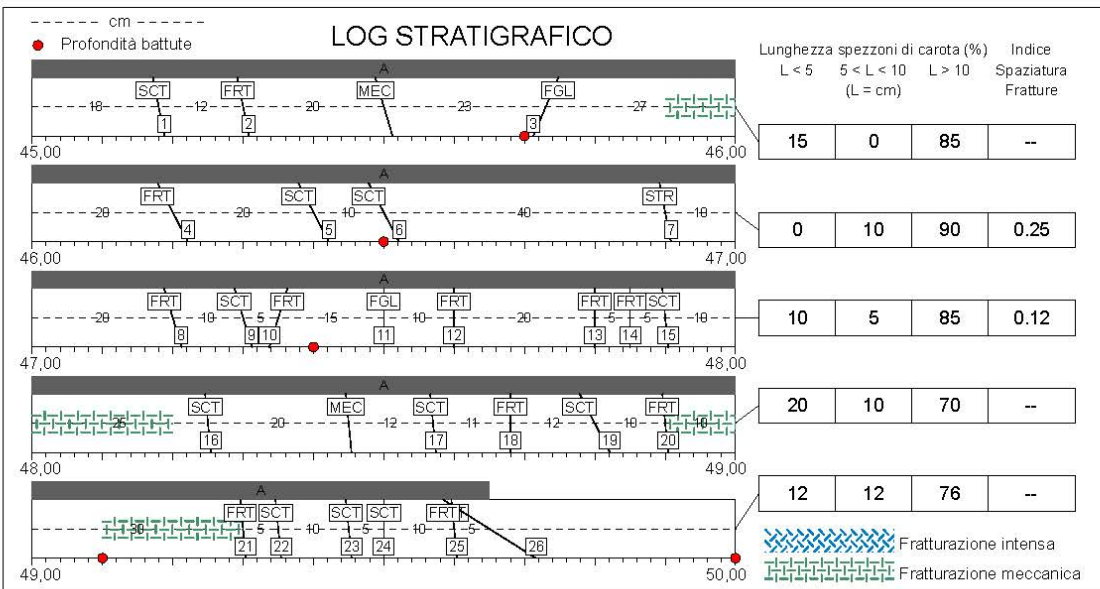 cm
Profondità battute
LOG STRATIGRAFICO
Lunghezza spezzoni di carota (%)
Indice
L < 5
5 < L < 10
L > 10
Spaziatura
(L = cm)
Fratture
A
SCT
FRT
MEC
FGL
18
12
20
23
27
1
2
3
45,00
46,00
15
0
85
--
A
FRT
SCT
SCT
STR
20
20
10
40
10
4
5
6
7
46,00
47,00
0
10
90
0.25
A
FRT
SCT
FRT
FGL
FRT
FRT
FRT
SCT
20
10
5
15
10
5
5
10
8
9
10
11
12
13
14
15
47,00
48,00
10
5
85
0.12
A
SCT
MEC
SCT
FRT
SCT
FRT
25
20
12
11
12
10
10
16
17
18
19
20
48,00
49,00
20
10
70
--
A
FRT
SCT
SCT
SCT
FRT
30
5
10
5
10
5
21
22
23
24
25
26
49,00
50,00
12
12
76
--
Fratturazione intensa
Fratturazione meccanica